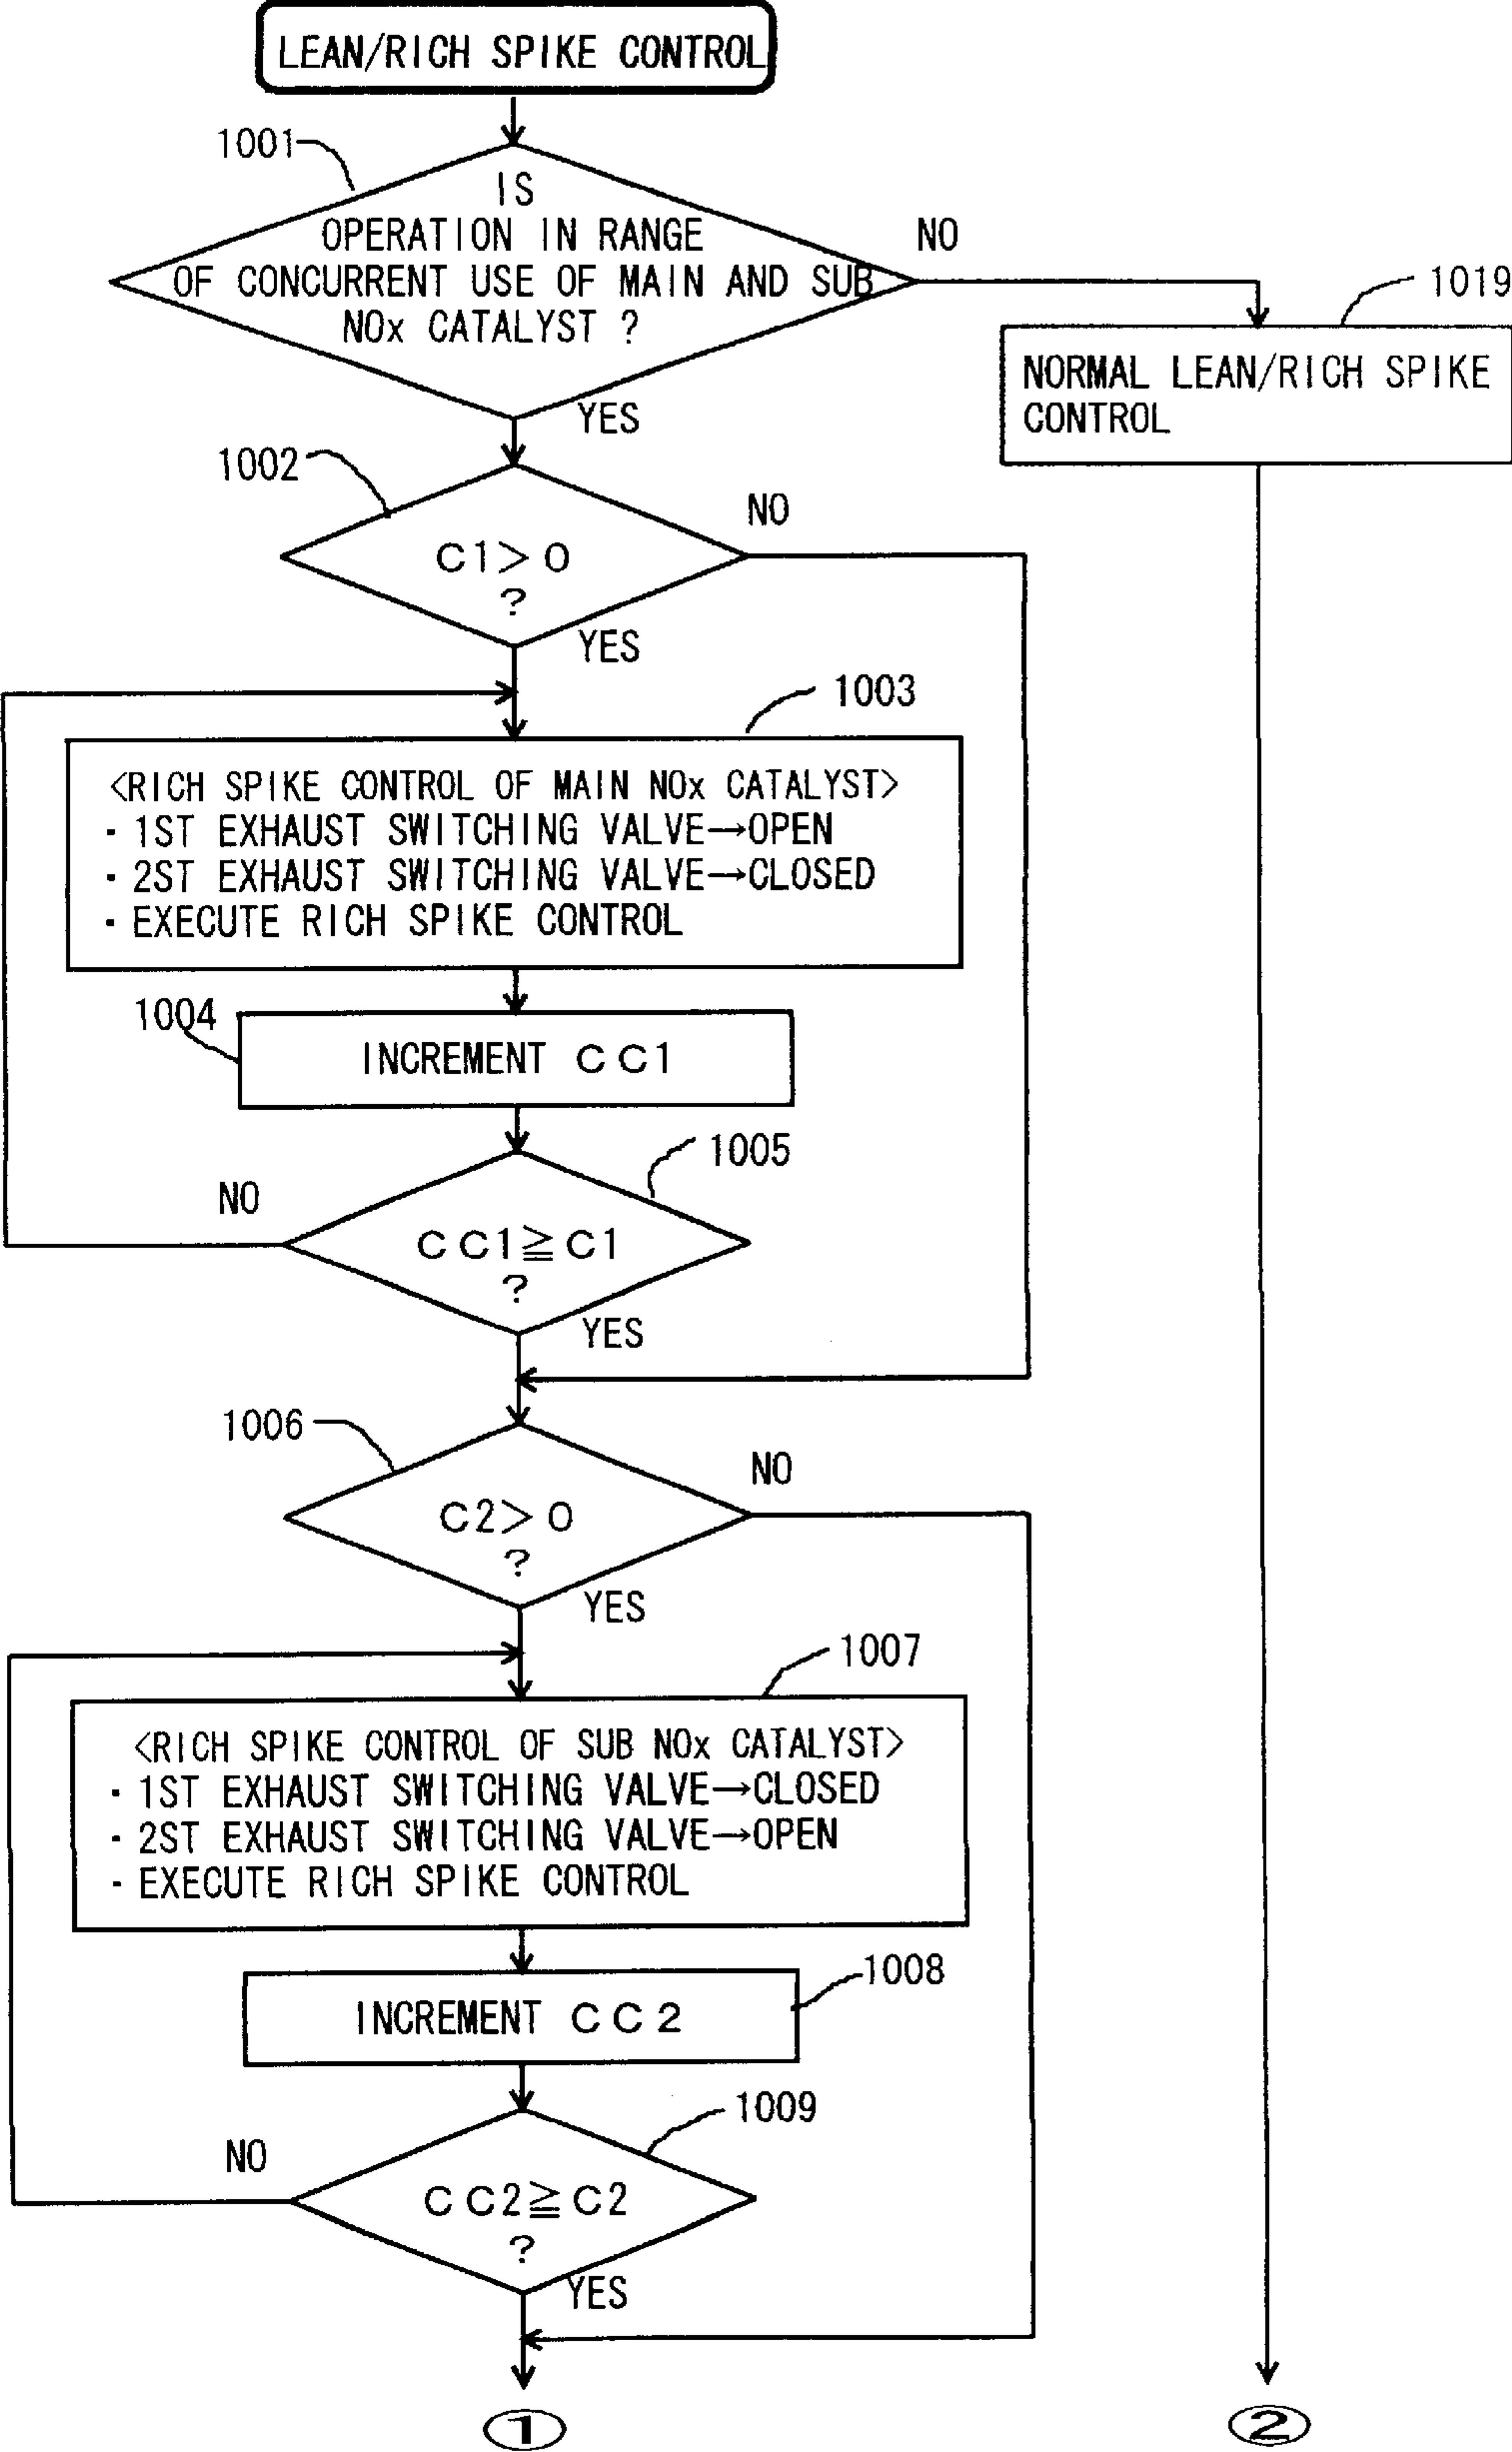 LEAN/RICH SPIKE CONTROL
1001
IS
OPERATION IN RANGE
OF CONCURRENT USE OF MAIN AND SUB
NOx CATALYST ?
NO
YES
1019
NORMAL LEAN/RICH SPIKE
CONTROL
1002
C1>0
?
NO
YES
1003
<RICH SPIKE CONTROL OF MAIN NOx CATALYST>
- 1ST EXHAUST SWITCHING VALVE→OPEN
- 2ST EXHAUST SWITCHING VALVE→CLOSED
- EXECUTE RICH SPIKE CONTROL
1004
INCREMENT CC1
1005
NO
CC1≧C1
?
YES
1006
NO
C2>0
?
YES
1007
<RICH SPIKE CONTROL OF SUB NOx CATALYST>
- 1ST EXHAUST SWITCHING VALVE→CLOSED
- 2ST EXHAUST SWITCHING VALVE→OPEN
- EXECUTE RICH SPIKE CONTROL
1008
INCREMENT CC2
1009
NO
CC2≧C2
?
YES
①
②